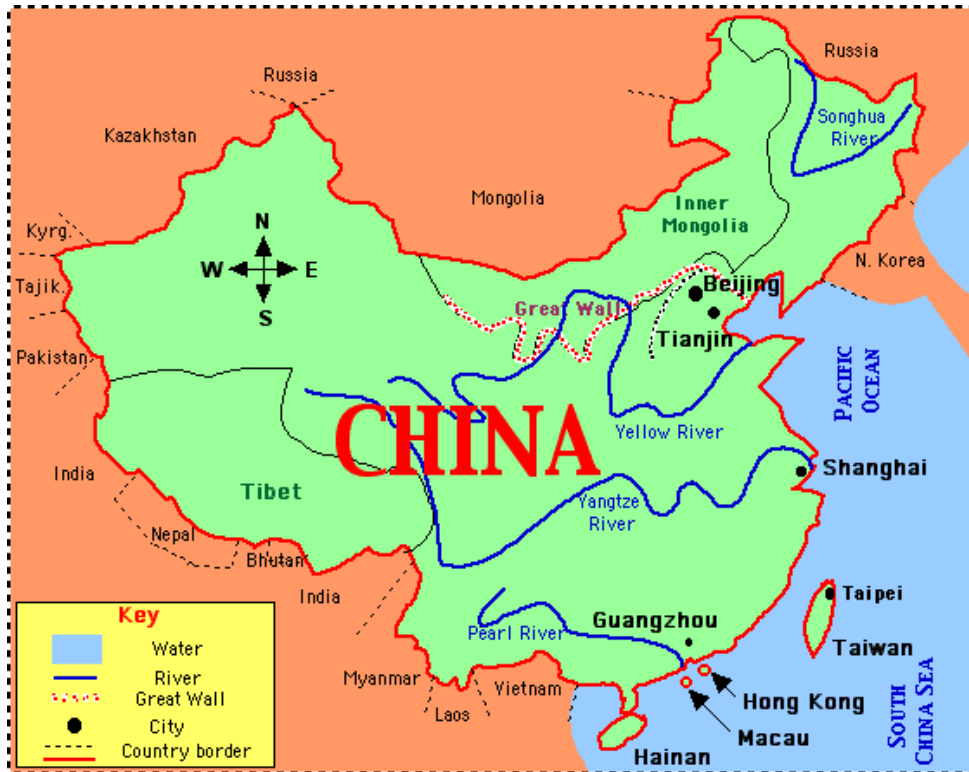 Russia
Russia
Kazakhstan
Songhua
River
Mongolia
Inner
Mongolia
Kyrg.
N
W E
S
N. Korea
Tajik.
Beijing
Great Wall
Tianjin
Pakistan
PACIFIC
OCEAN
CHINA
Yellow River
India
Shanghai
Tibet
Yangtze
River
Nepal
Bhutan
India
Taipei
Guangzhou
Pearl River
Taiwan
Myanmar
Vietnam
Laos
Hong Kong
Macau
Hainan
SOUTH
CHINA SEA
Key
Water
River
Great Wall
City
Country border